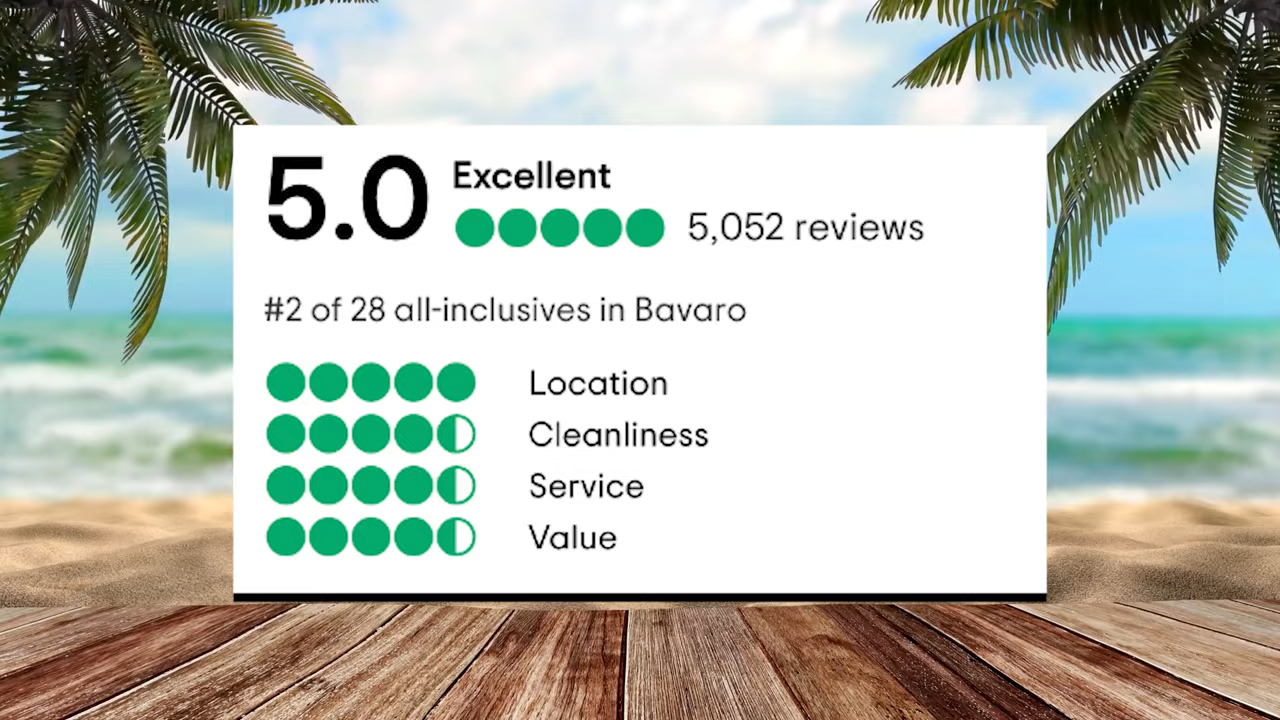 5.0 Excellent
5,052 reviews
#2 of 28 all-inclusives in Bavaro
Location
Cleanliness
Service
Value